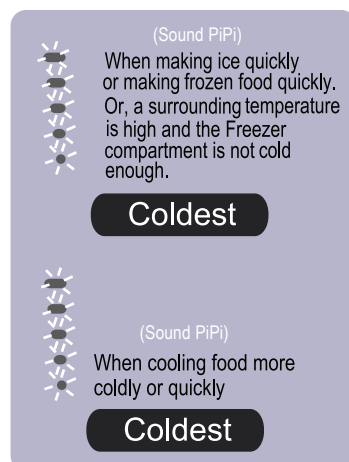 (Sound PiPi)
When making ice quickly
or making frozen food quickly.
Or, a surrounding temperature
is high and the Freezer
compartment is not cold
enough.
Coldest
(Sound PiPi)
When cooling food more
coldly or quickly
Coldest